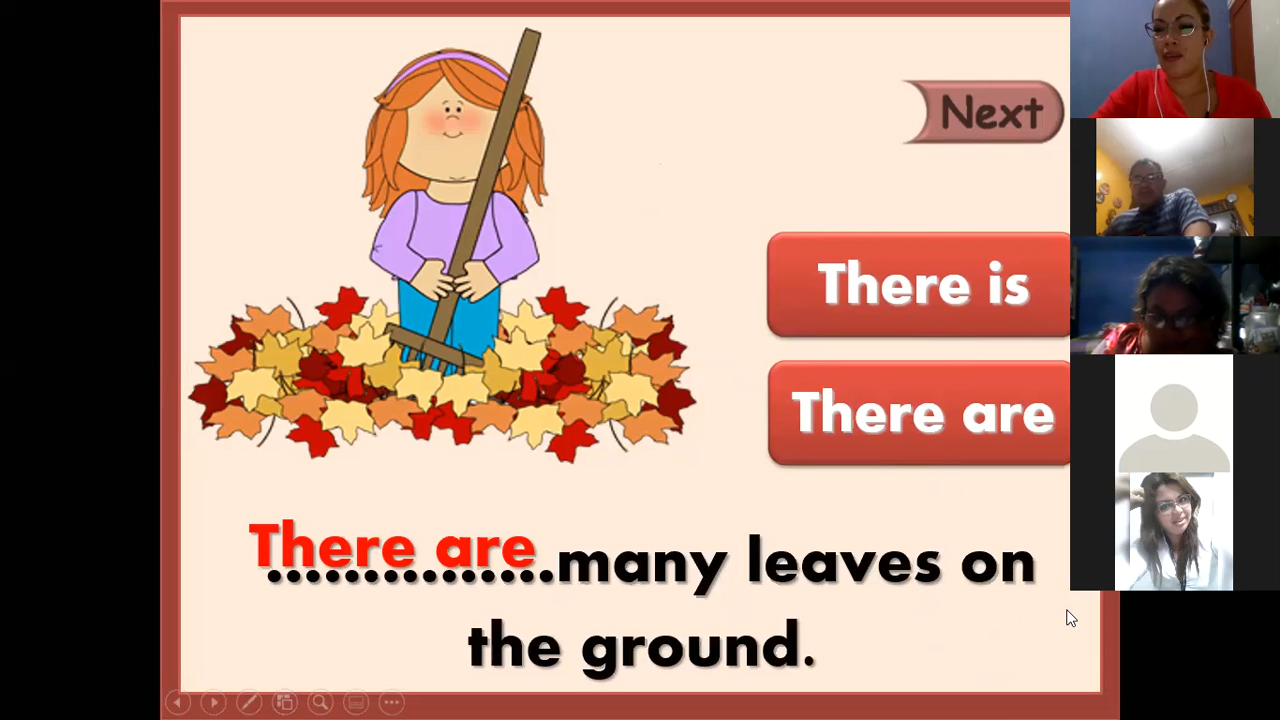 Next
There is
There are
There are...............many leaves on
the ground.